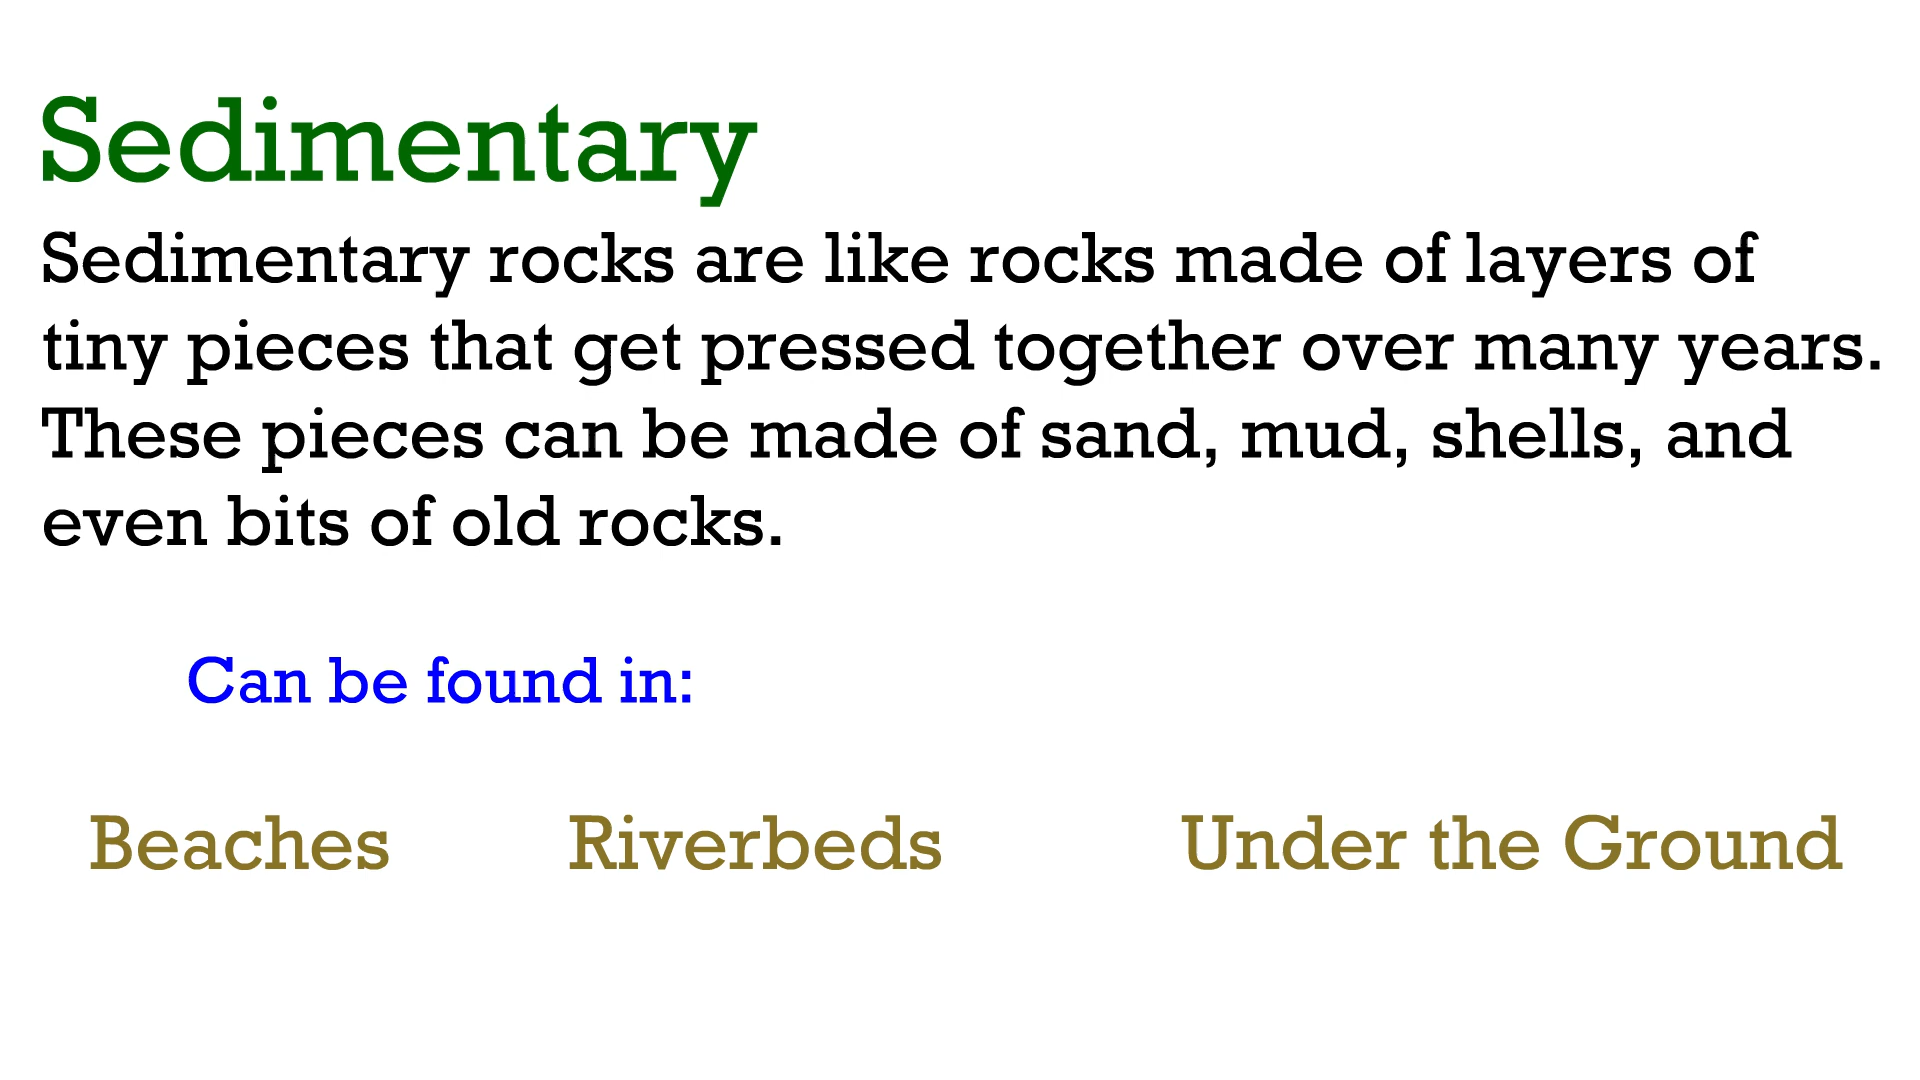 Sedimentary
Sedimentary rocks are like rocks made of layers of
tiny pieces that get pressed together over many years.
These pieces can be made of sand, mud, shells, and
even bits of old rocks.
Can be found in:
Beaches Riverbeds Under the Ground